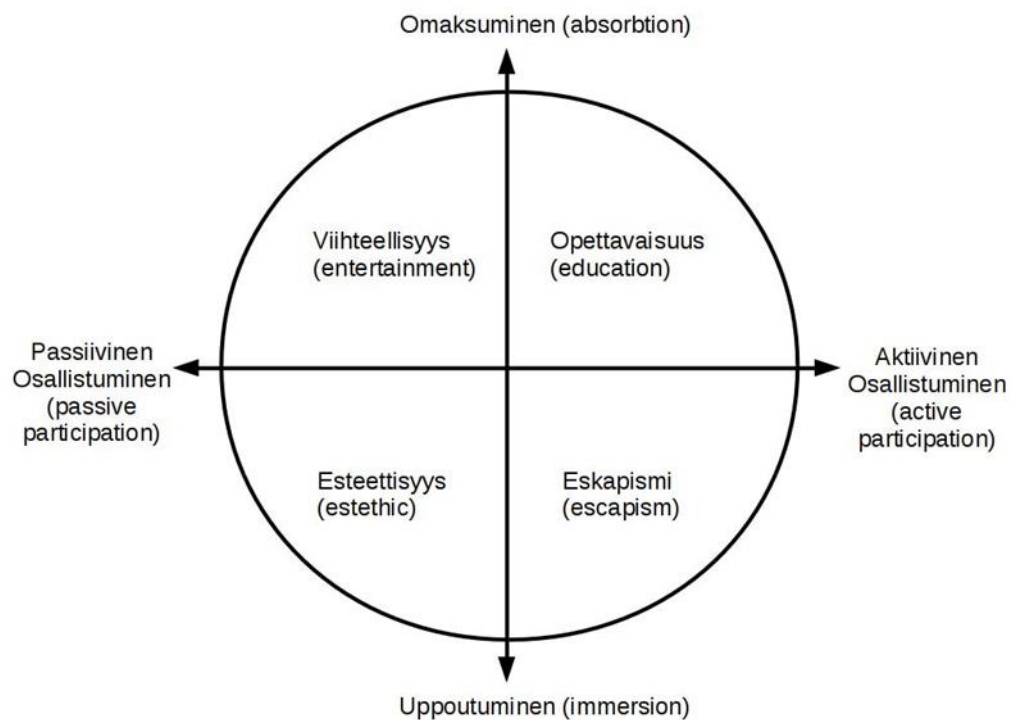 Omaksuminen (absorbtion)
Viihteellisyys
(entertainment)
Opettavaisuus
(education)
Passiivinen
Osallistuminen
(passive
participation)
Aktiivinen
Osallistuminen
(active
participation)
Esteettisyys
(estethic)
Eskapismi
(escapism)
Uppoutuminen (immersion)